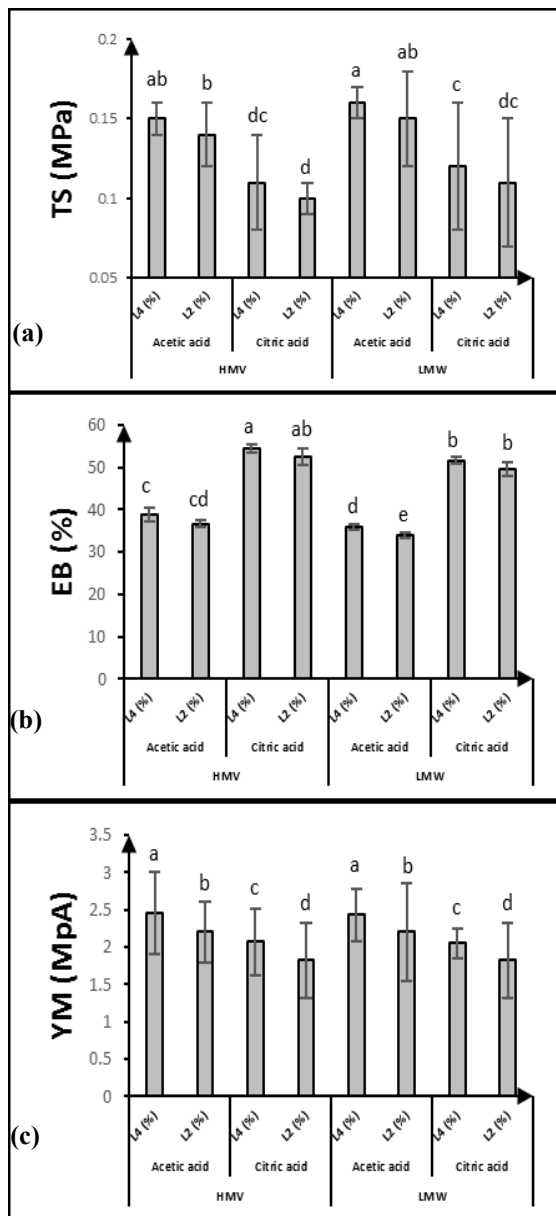 0.2
0.15
0.1
0.05
TS (MPa)
ab b dc d a ab c dc
L4 (%) L2 (%) L4 (%) L2 (%) L4 (%) L2 (%) L4 (%) L2 (%)
Acetic acid Citric acid Acetic acid Citric acid
HMV LMW
(a)
60
50
40
30
20
10
0
EB (%)
c cd a ab d e b b
L4 (%) L2 (%) L4 (%) L2 (%) L4 (%) L2 (%) L4 (%) L2 (%)
Acetic acid Citric acid Acetic acid Citric acid
HMV LMW
(b)
3.5
3
2.5
2
1.5
1
0.5
0
YM (MpA)
a b c d a b c d
L4 (%) L2 (%) L4 (%) L2 (%) L4 (%) L2 (%) L4 (%) L2 (%)
Acetic acid Citric acid Acetic acid Citric acid
HMV LMW
(c)